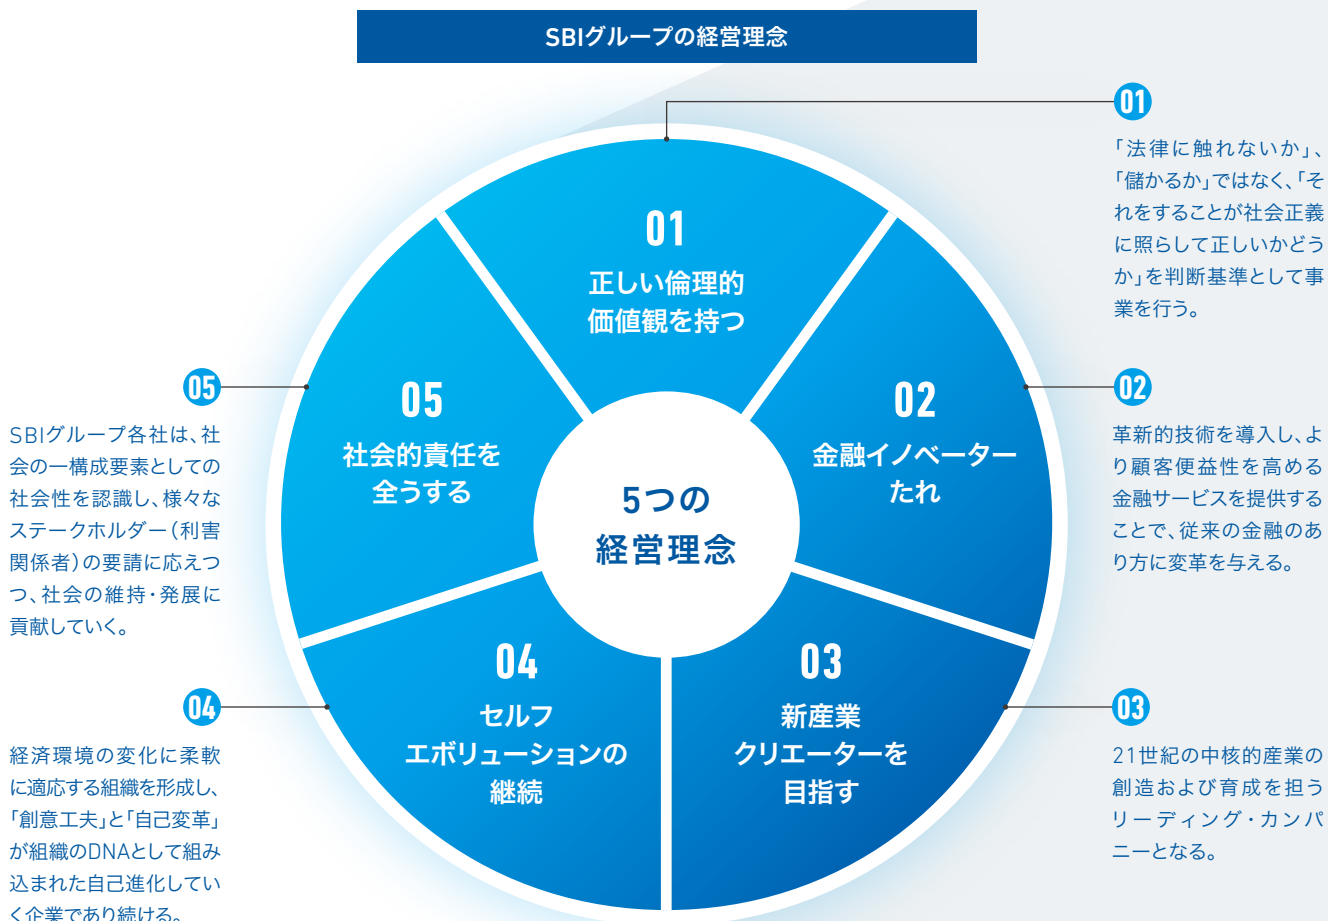 SBIグループの経営理念
01
正しい倫理的
価値観を持つ
02
金融イノベーター
たれ
03
新産業
クリエーターを
目指す
04
セルフ
エボリューションの
継続
05
社会的責任を
全うする
5つの
経営理念
01
「法律に触れないか」、
「儲かるか」ではなく、「そ
れをすることが社会正義
に照らして正しいかどう
か」を判断基準として事
業を行う。
02
革新的技術を導入し、よ
り顧客便益性を高める
金融サービスを提供する
ことで、従来の金融のあ
り方に変革を与える。
03
21世紀の中核的産業の
創造および育成を担う
リーディング・カンパ
ニーとなる。
04
経済環境の変化に柔軟
に適応する組織を形成し、
「創意工夫」と「自己変革」
が組織のDNAとして組み
込まれた自己進化してい
く企業であり続ける。
05
SBIグループ各社は、社
会の一構成要素としての
社会性を認識し、様々な
ステークホルダー(利害
関係者)の要請に応えつ
つ、社会の維持・発展に
貢献していく。